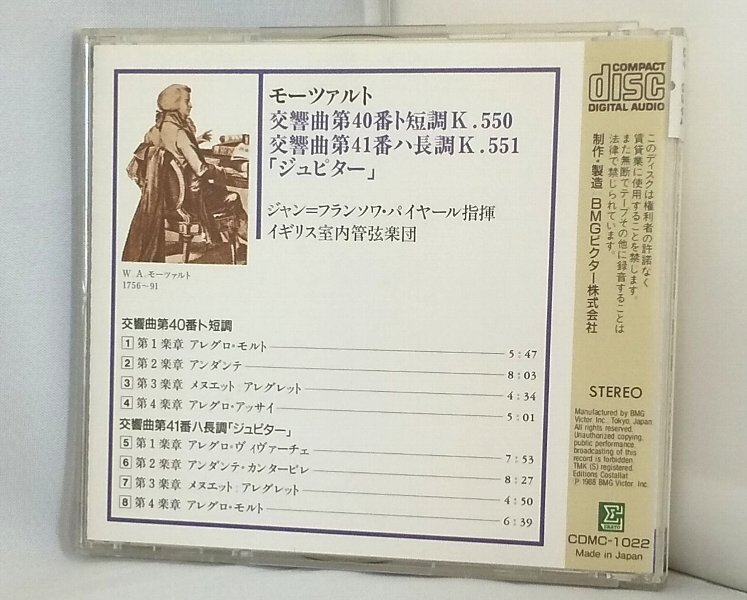 モーツァルト
交響曲第40番ト短調K.550
交響曲第41番ハ長調K.551
「ジュピター」
ジャン=フランソワ・パイヤール指揮
イギリス室内管弦楽団
W. A. モーツァルト
1756〜91
交響曲第40番ト短調
1 第1楽章 アレグロ・モルト 5:47
2 第2楽章 アンダンテ 8:03
3 第3楽章 メヌエット アレグレット 4:34
4 第4楽章 アレグロ・アッサイ 5:01
交響曲第41番ハ長調「ジュピター」
5 第1楽章 アレグロ・ヴィヴァーチェ 7:53
6 第2楽章 アンダンテ・カンタービレ 8:27
7 第3楽章 メヌエット アレグレット 4:50
8 第4楽章 アレグロ・モルト 6:39
COMPACT
disc
DIGITAL AUDIO
このディスクは権利者の許諾なく
賃貸業に使用することを禁じます。
また無断でテープその他に録音することは
法律で禁じられています。
制作・製造 BMGビクター株式会社
STEREO
Manufactured by BMG
Victor Inc., Tokyo, Japan.
All rights reserved.
Unauthorized copying,
public performance,
broadcasting of this
record is forbidden.
TMK (S) registered.
Editions Costallat
℗ 1988 BMG Victor Inc.
ERATO
CDMC-1022
Made in Japan